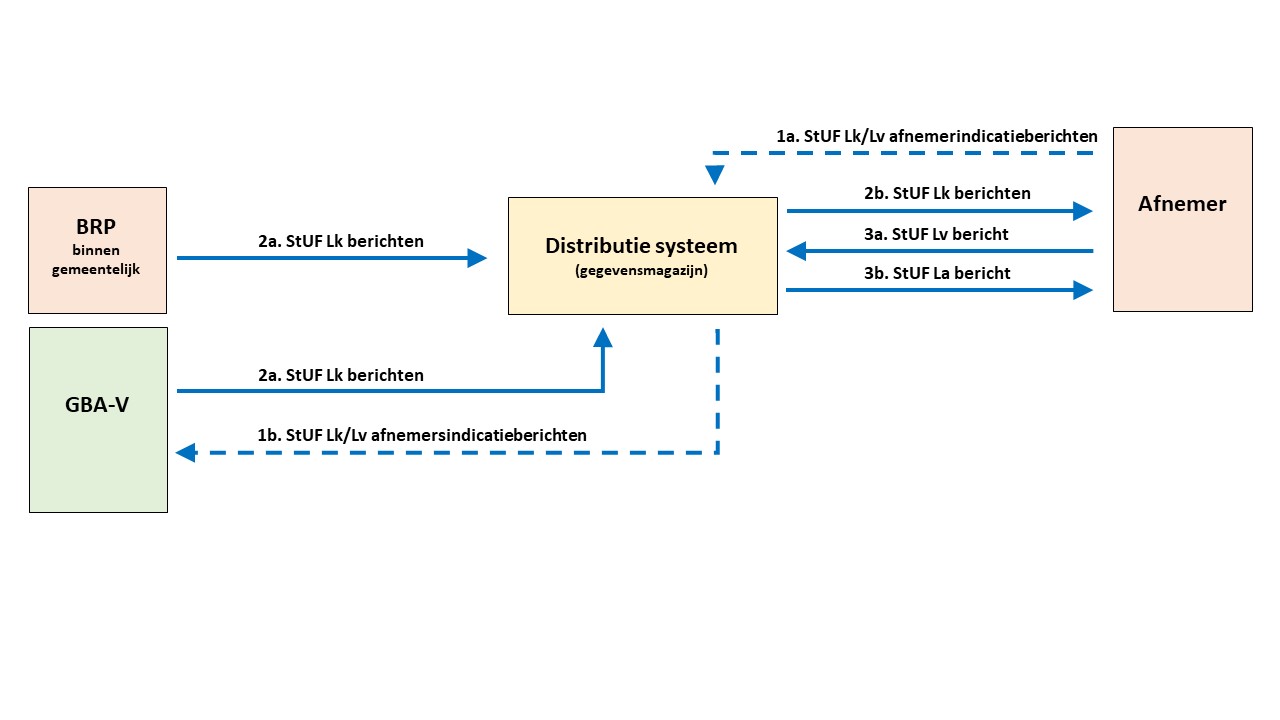 1a. StUF Lk/Lv afnemerindicatieberichten
BRP
binnen
gemeentelijk
2a. StUF Lk berichten
Distributie systeem
(gegevensmagazijn)
2b. StUF Lk berichten
3a. StUF Lv bericht
3b. StUF La bericht
Afnemer
GBA-V
2a. StUF Lk berichten
1b. StUF Lk/Lv afnemersindicatieberichten